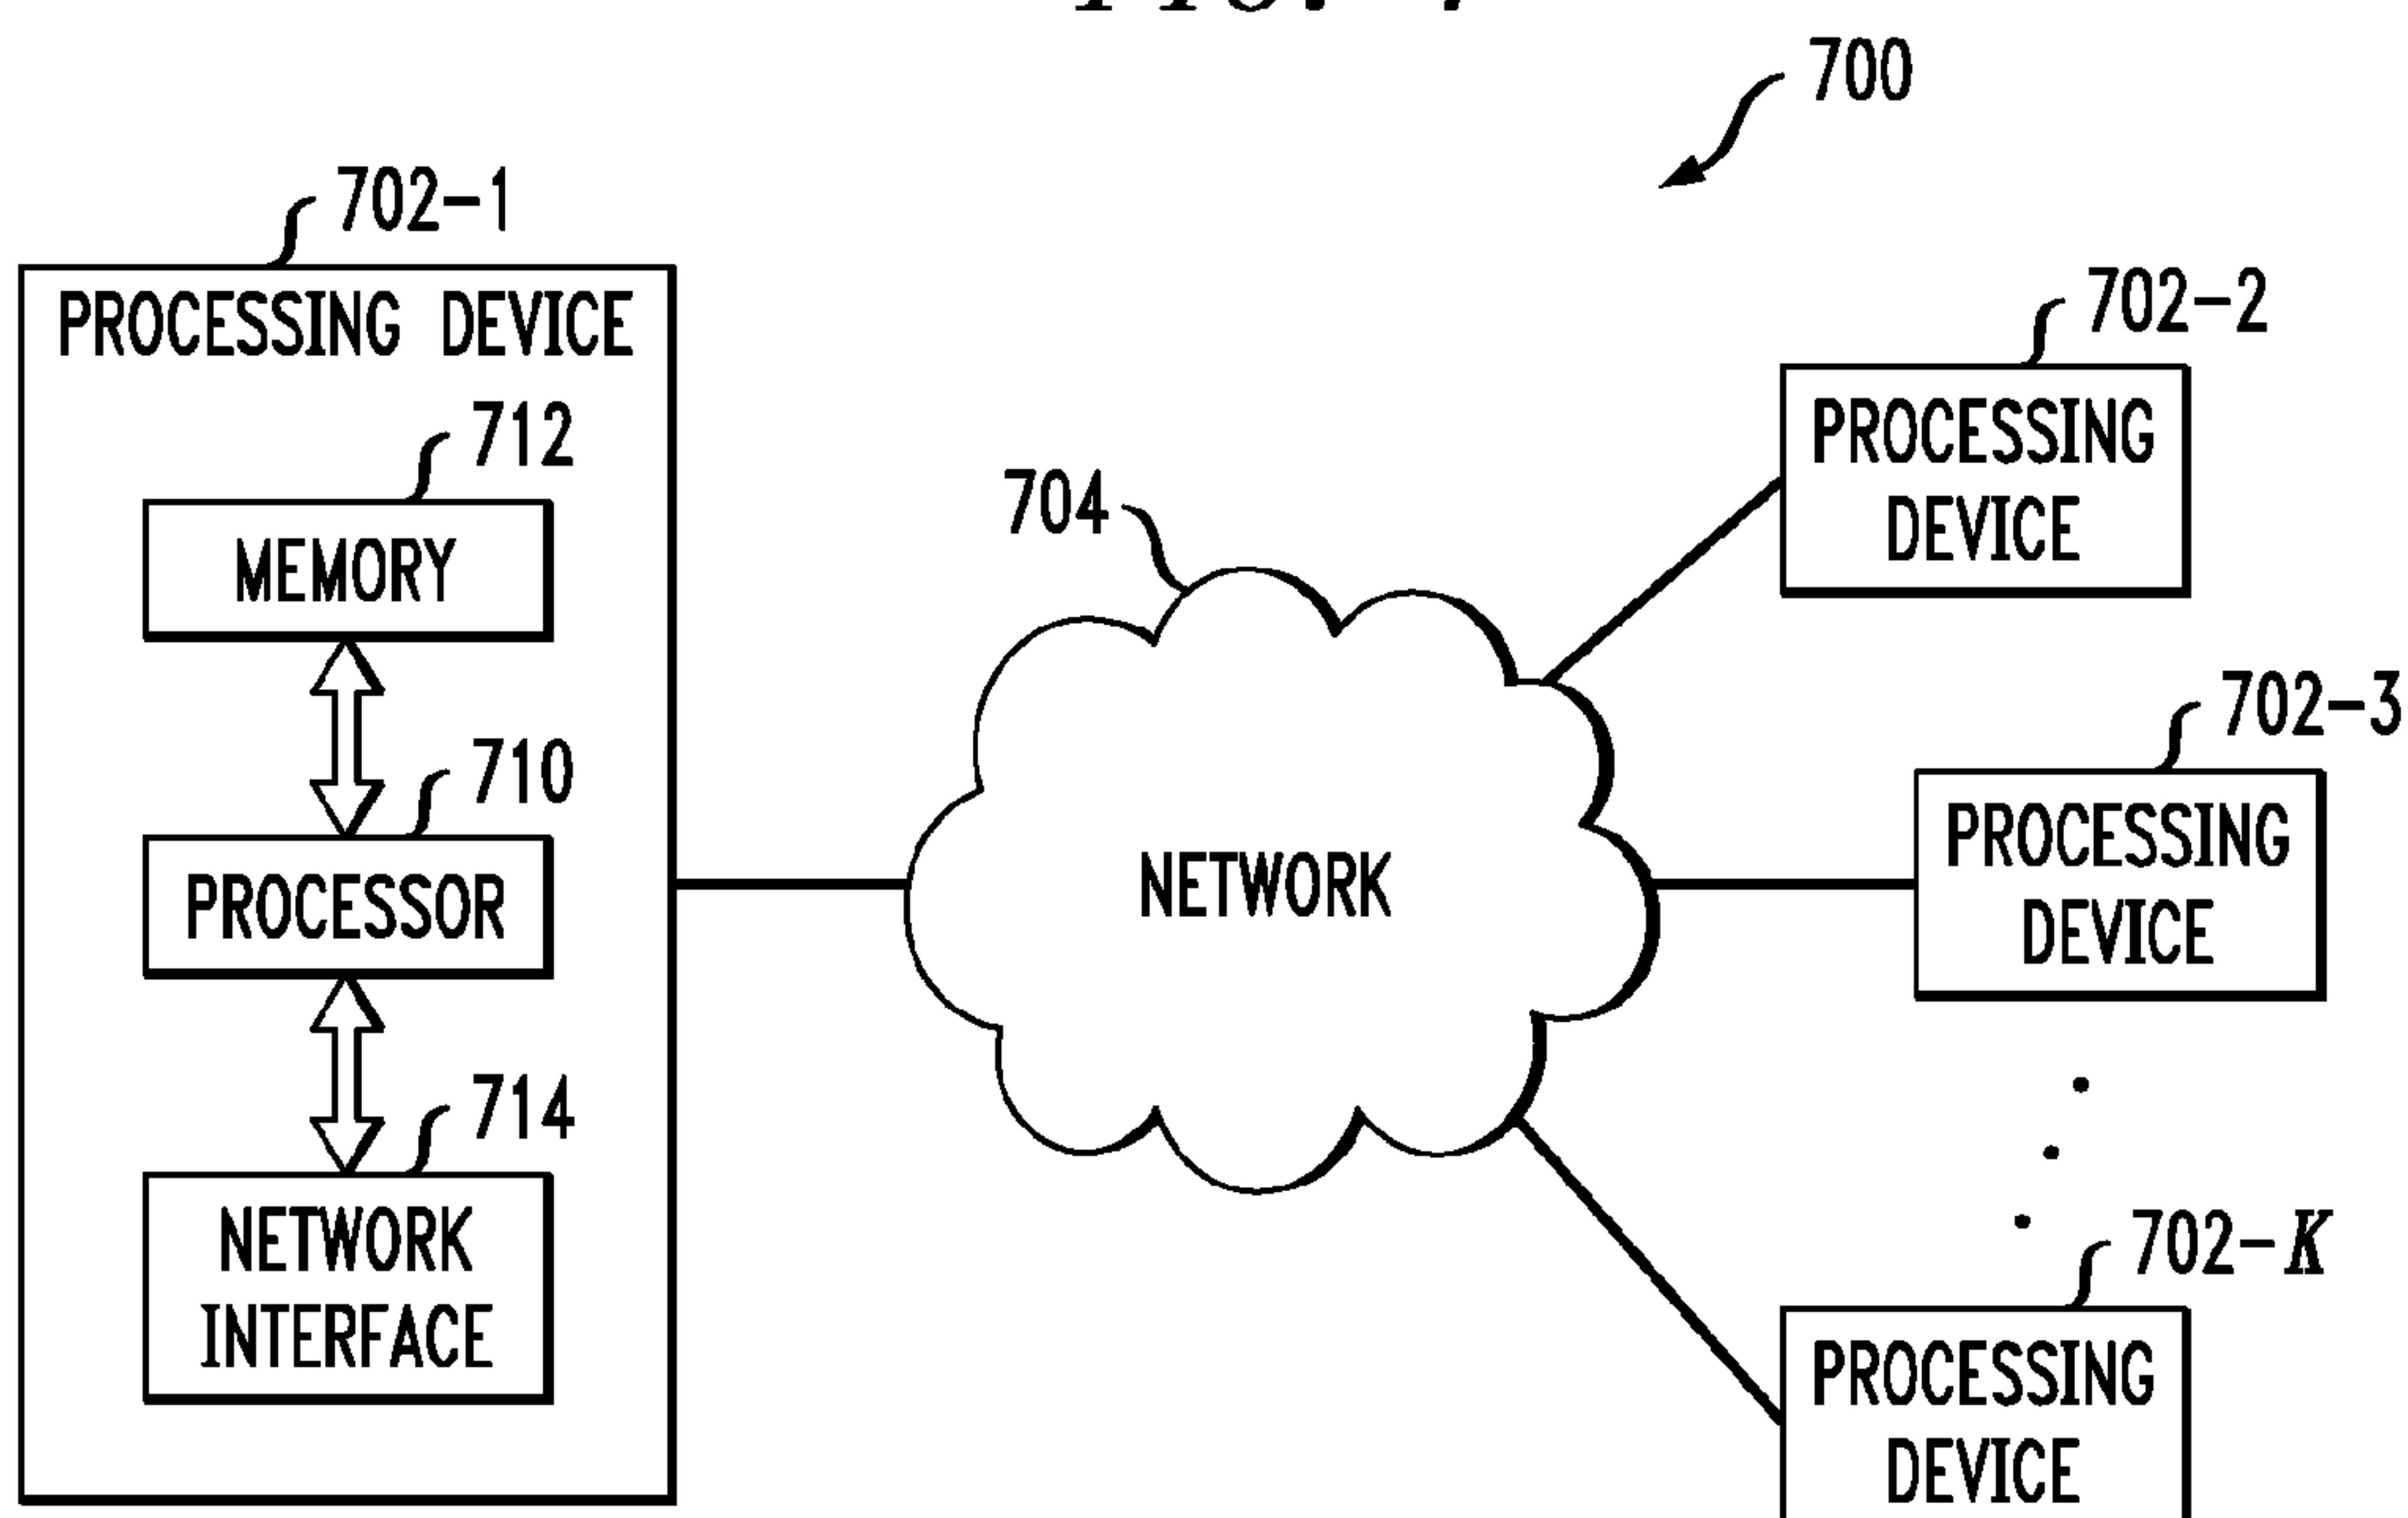 700
702-1
PROCESSING DEVICE
712
MEMORY
710
PROCESSOR
714
NETWORK
INTERFACE
704
NETWORK
702-2
PROCESSING
DEVICE
702-3
PROCESSING
DEVICE
702-K
PROCESSING
DEVICE